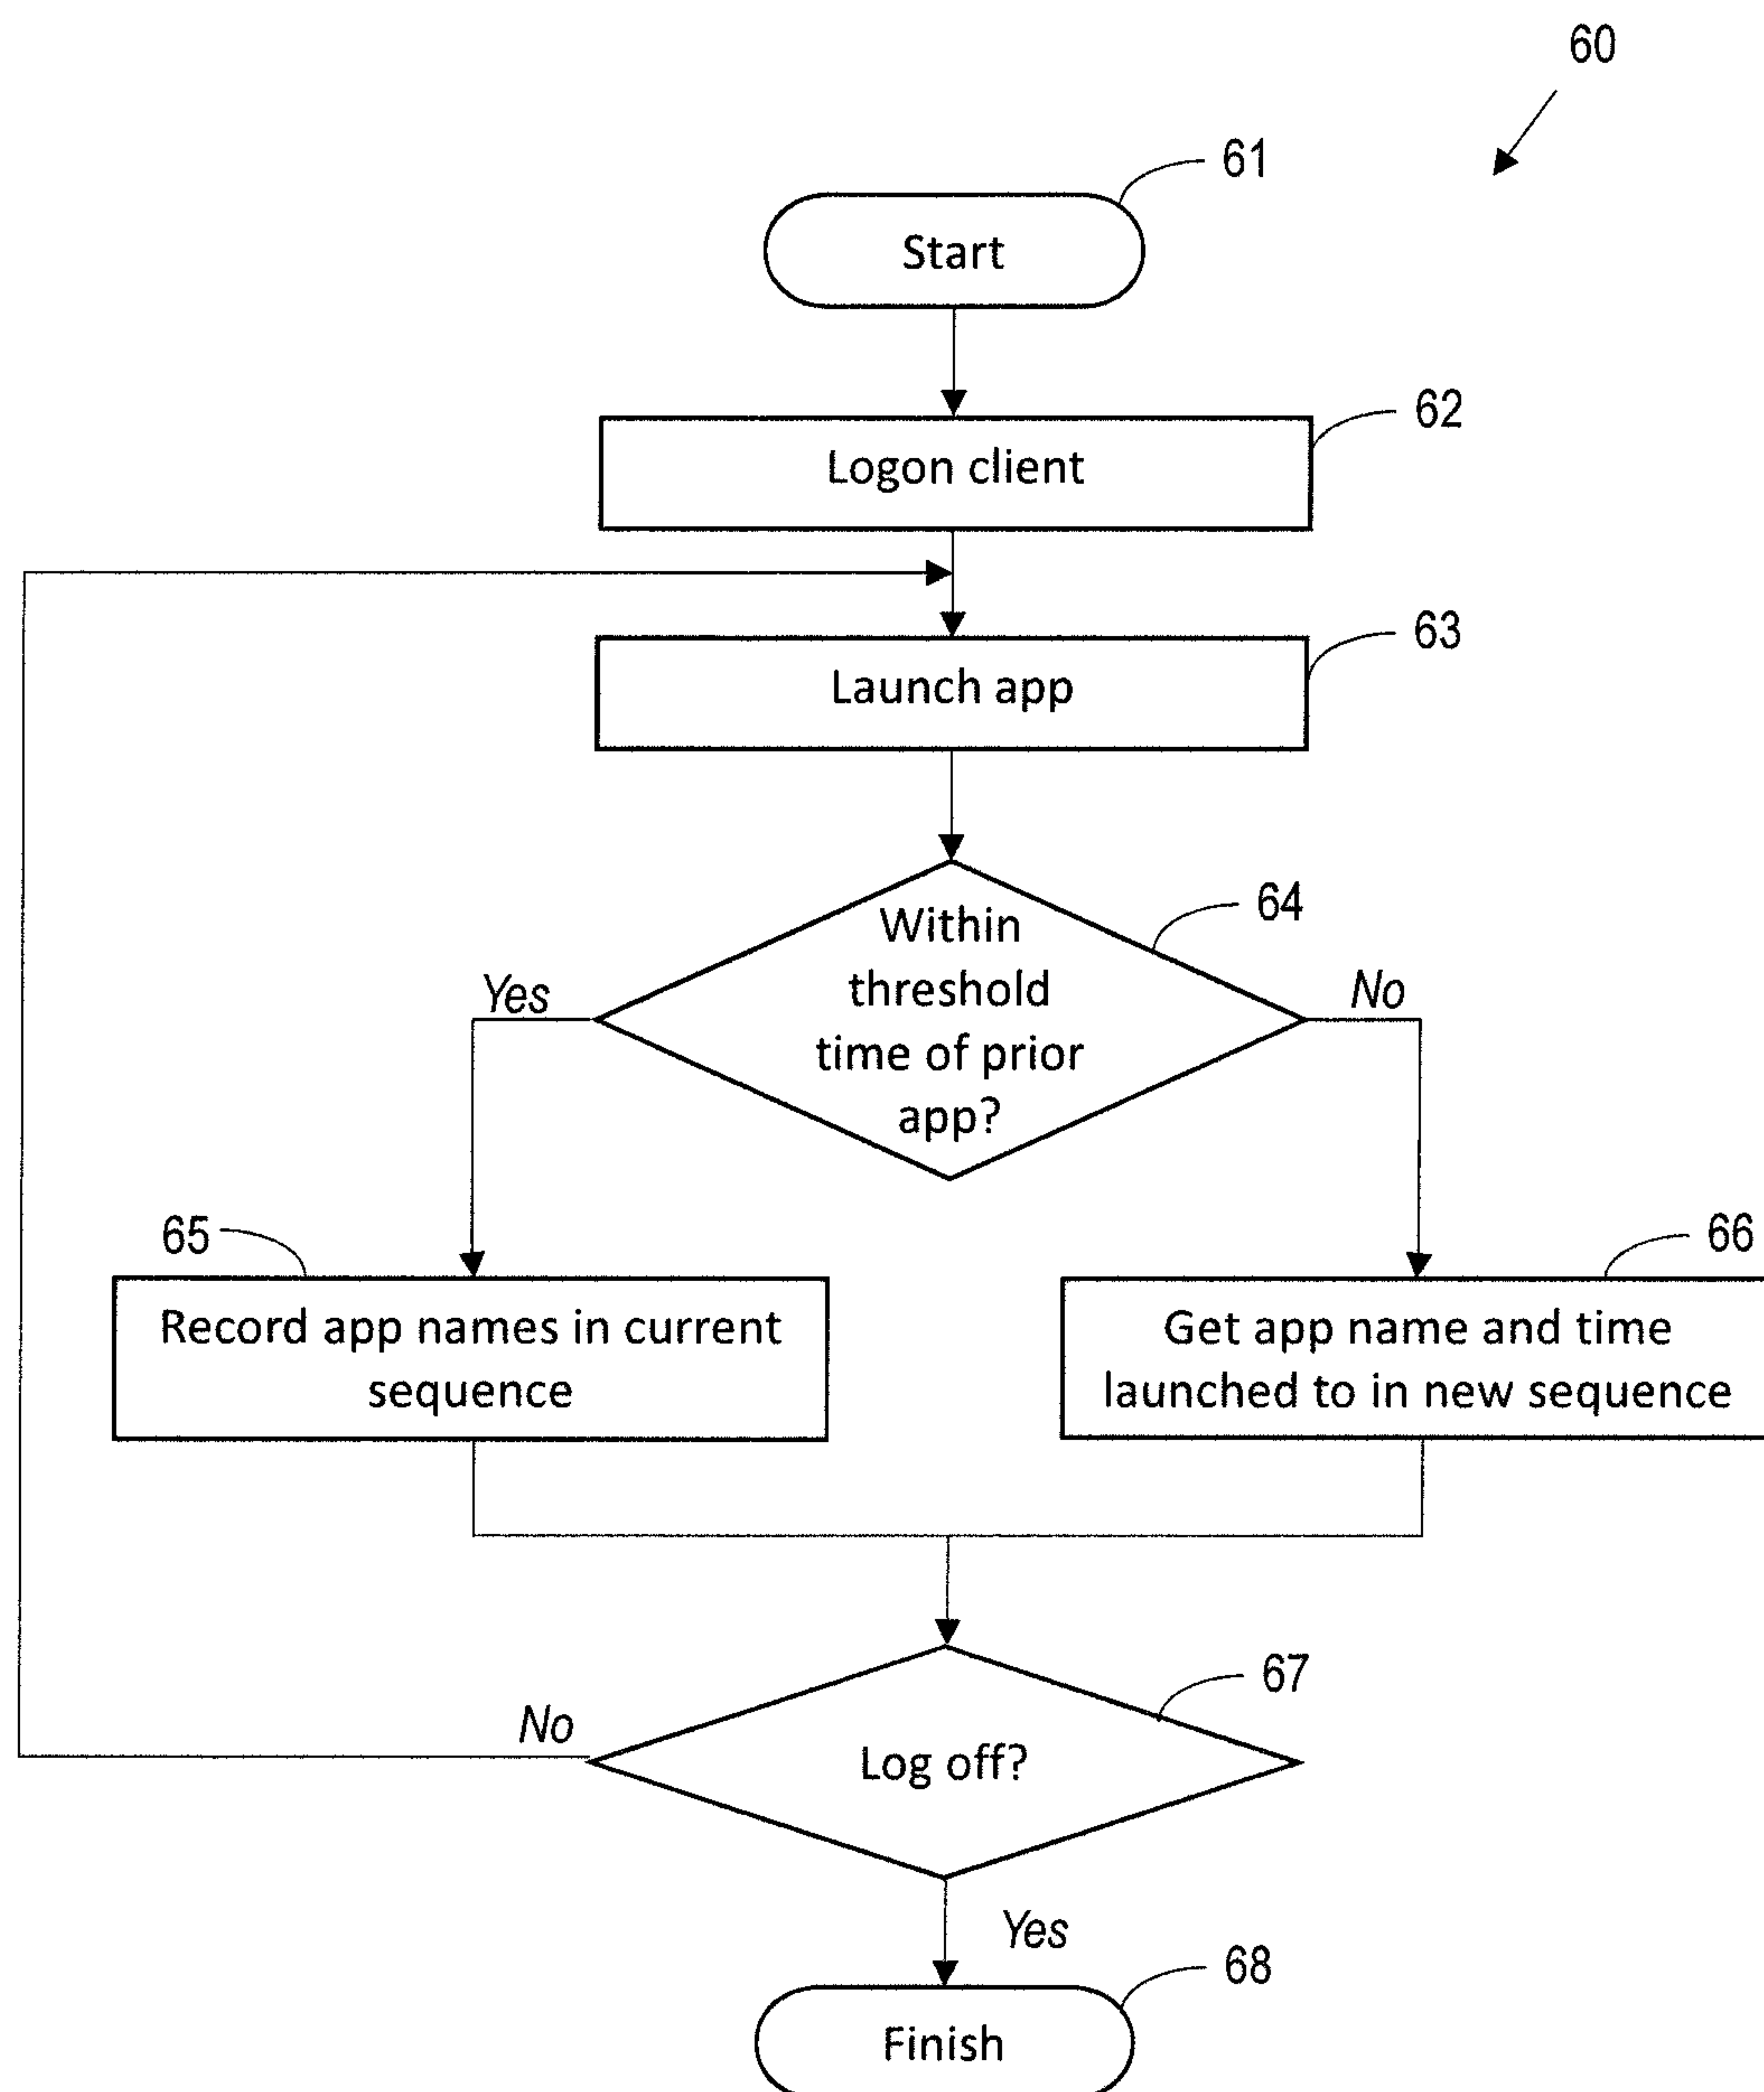 60
61
Start
62
Logon client
63
Launch app
64
Within
threshold
time of prior
app?
Yes
No
65
Record app names in current
sequence
66
Get app name and time
launched to in new sequence
67
Log off?
No
Yes
68
Finish